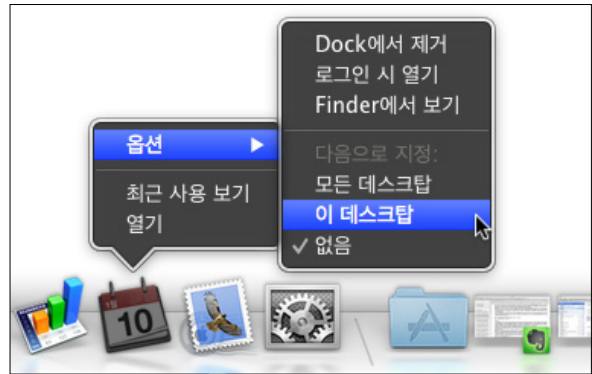 Dock에서 제거
로그인 시 열기
Finder에서 보기
다음으로 지정:
모든 데스크탑
이 데스크탑
없음
옵션
최근 사용 보기
열기
10